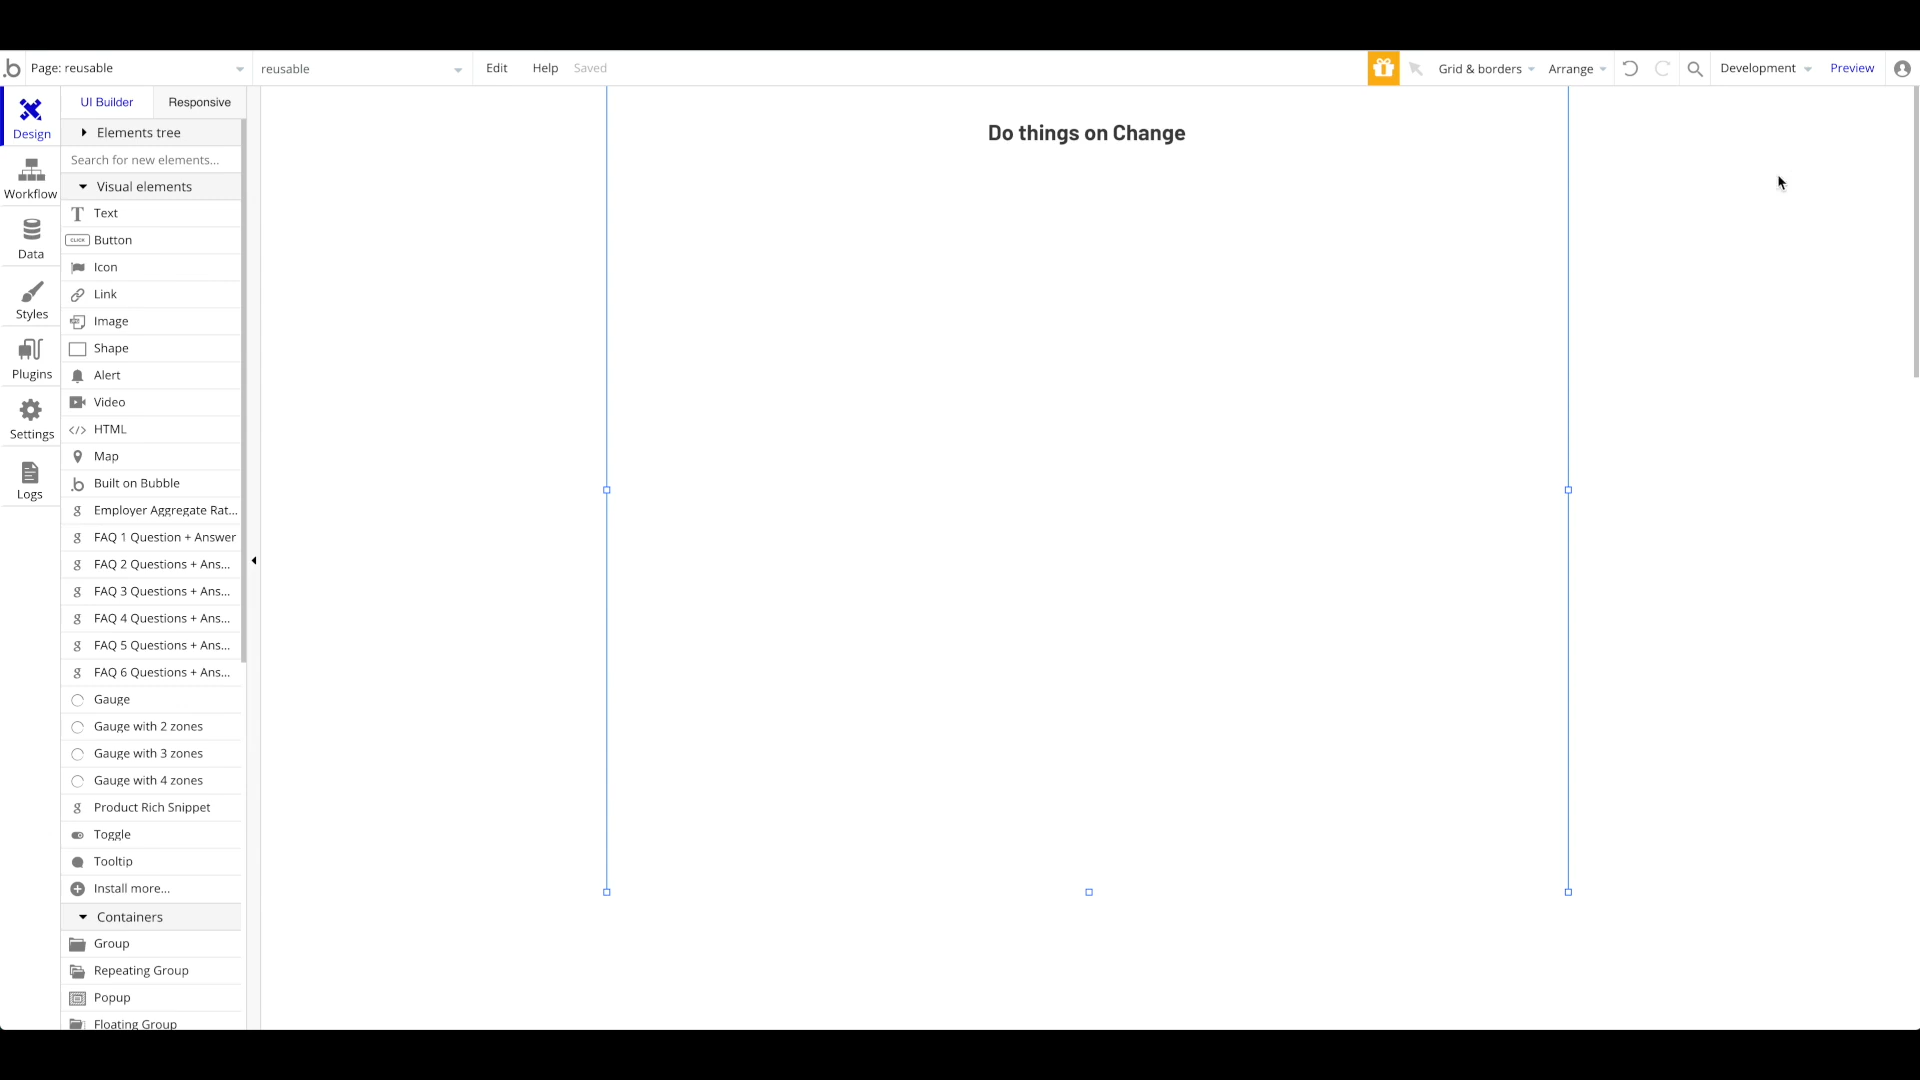 Page: reusable
reusable
Edit
Help
Saved
Grid & borders
Arrange
Development
Preview
Design
Workflow
Data
Styles
Plugins
Settings
Logs
UI Builder
Responsive
Elements tree
Search for new elements...
Visual elements
Text
CLICK
Button
Icon
Link
Image
Shape
Alert
Video
HTML
Map
Built on Bubble
Employer Aggregate Rat...
FAQ 1 Question + Answer
FAQ 2 Questions + Ans...
FAQ 3 Questions + Ans...
FAQ 4 Questions + Ans...
FAQ 5 Questions + Ans...
FAQ 6 Questions + Ans...
Gauge
Gauge with 2 zones
Gauge with 3 zones
Gauge with 4 zones
Product Rich Snippet
Toggle
Tooltip
Install more...
Containers
Group
Repeating Group
Popup
Floating Group
Do things on Change